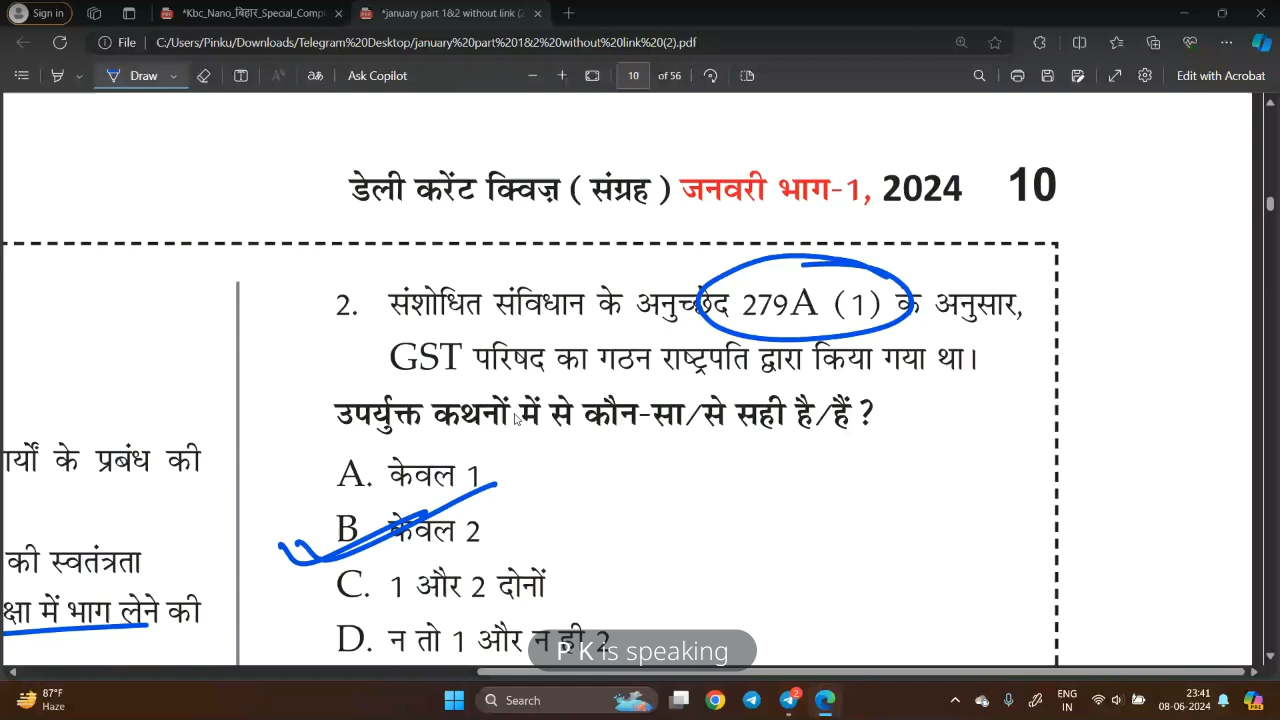 Sign in
*Kbc_Nano_बिहार_Special_Compl
*january part 1&2 without link (2
File
C:/Users/Pinku/Downloads/Telegram%20Desktop/january%20part%201&2%20without%20link%20(2).pdf
Draw
Ask Copilot
10 of 56
Edit with Acrobat
डेली करेंट क्विज़ ( संग्रह ) जनवरी भाग-1, 2024 10
2. संशोधित संविधान के अनुच्छेद 279A (1) के अनुसार,
GST परिषद का गठन राष्ट्रपति द्वारा किया गया था।
उपर्युक्त कथनों में से कौन-सा/से सही है/हैं ?
र्यों के प्रबंध की
A. केवल 1
B. केवल 2
की स्वतंत्रता
C. 1 और 2 दोनों
क्षा में भाग लेने की
D. न तो 1 और न ही 2
P K is speaking
87°F
Haze
Search
2
ENG
IN
23:41
08-06-2024